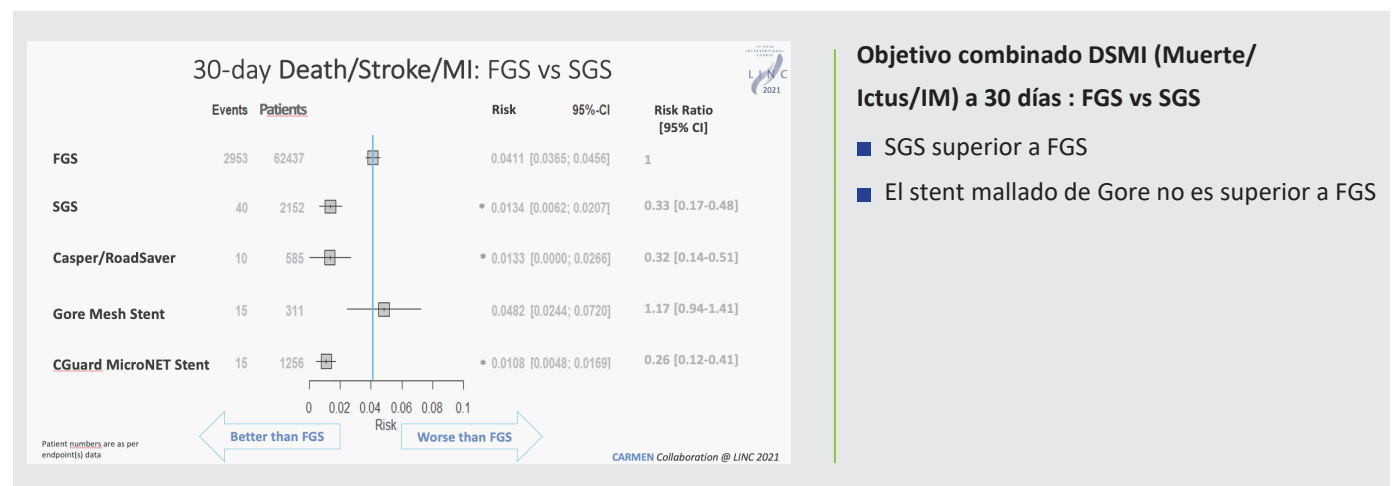 30-day Death/Stroke/MI: FGS vs SGS
LINC
2021
Events Patients Risk 95%-CI Risk Ratio
[95% CI]
FGS 2953 62437 0.0411 [0.0365; 0.0456] 1
SGS 40 2152 * 0.0134 [0.0062; 0.0207] 0.33 [0.17-0.48]
Casper/RoadSaver 10 585 * 0.0133 [0.0000; 0.0266] 0.32 [0.14-0.51]
Gore Mesh Stent 15 311 0.0482 [0.0244; 0.0720] 1.17 [0.94-1.41]
CGuard MicroNET Stent 15 1256 * 0.0108 [0.0048; 0.0169] 0.26 [0.12-0.41]
0 0.02 0.04 0.06 0.08 0.1
Risk
Better than FGS Worse than FGS
Patient numbers are as per
endpoint(s) data
CARMEN Collaboration @ LINC 2021
Objetivo combinado DSMI (Muerte/
Ictus/IM) a 30 días : FGS vs SGS
SGS superior a FGS
El stent mallado de Gore no es superior a FGS